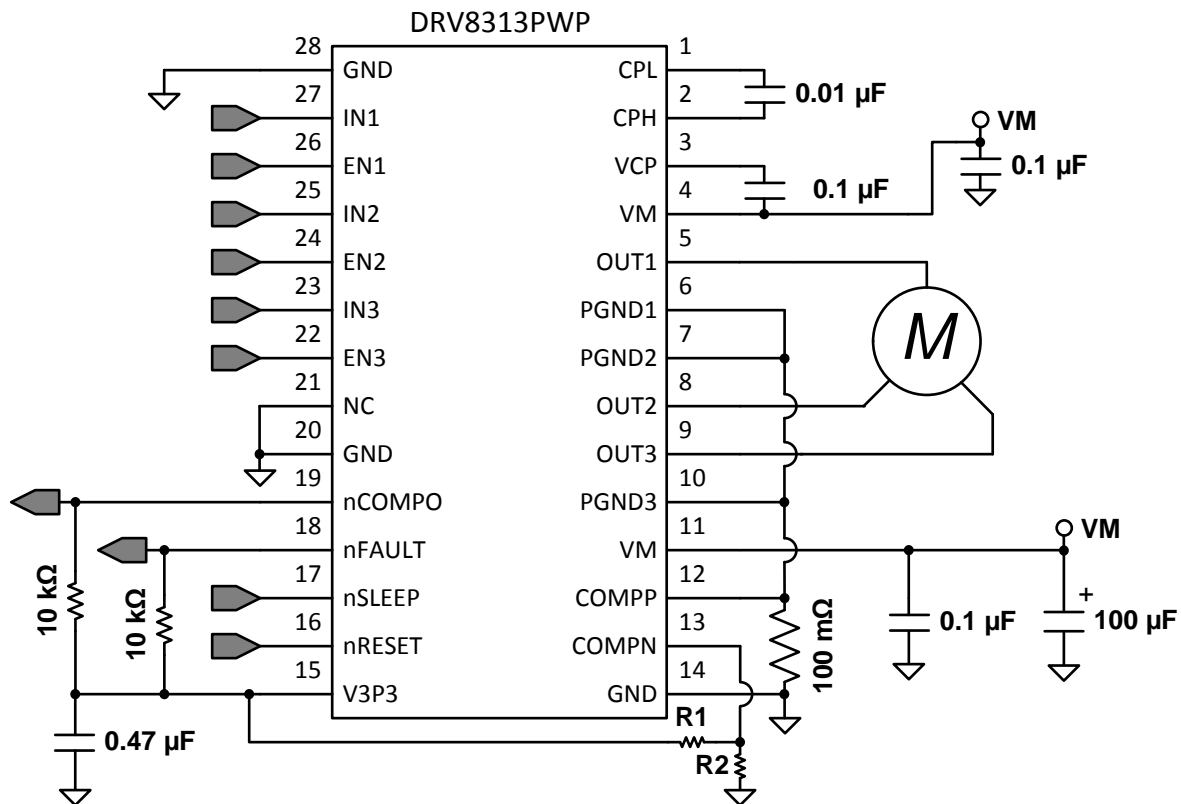 DRV8313PWP
28
GND
27
IN1
26
EN1
25
IN2
24
EN2
23
IN3
22
EN3
21
NC
20
GND
19
nCOMPO
18
nFAULT
17
nSLEEP
16
nRESET
15
V3P3
1
CPL
2
CPH
3
VCP
4
VM
5
OUT1
6
PGND1
7
PGND2
8
OUT2
9
OUT3
10
PGND3
11
VM
12
COMPP
13
COMPN
14
GND
0.01 µF
VM
0.1 µF
0.1 µF
M
VM
0.1 µF
+
100 µF
100 mΩ
R1
R2
10 kΩ
10 kΩ
0.47 µF